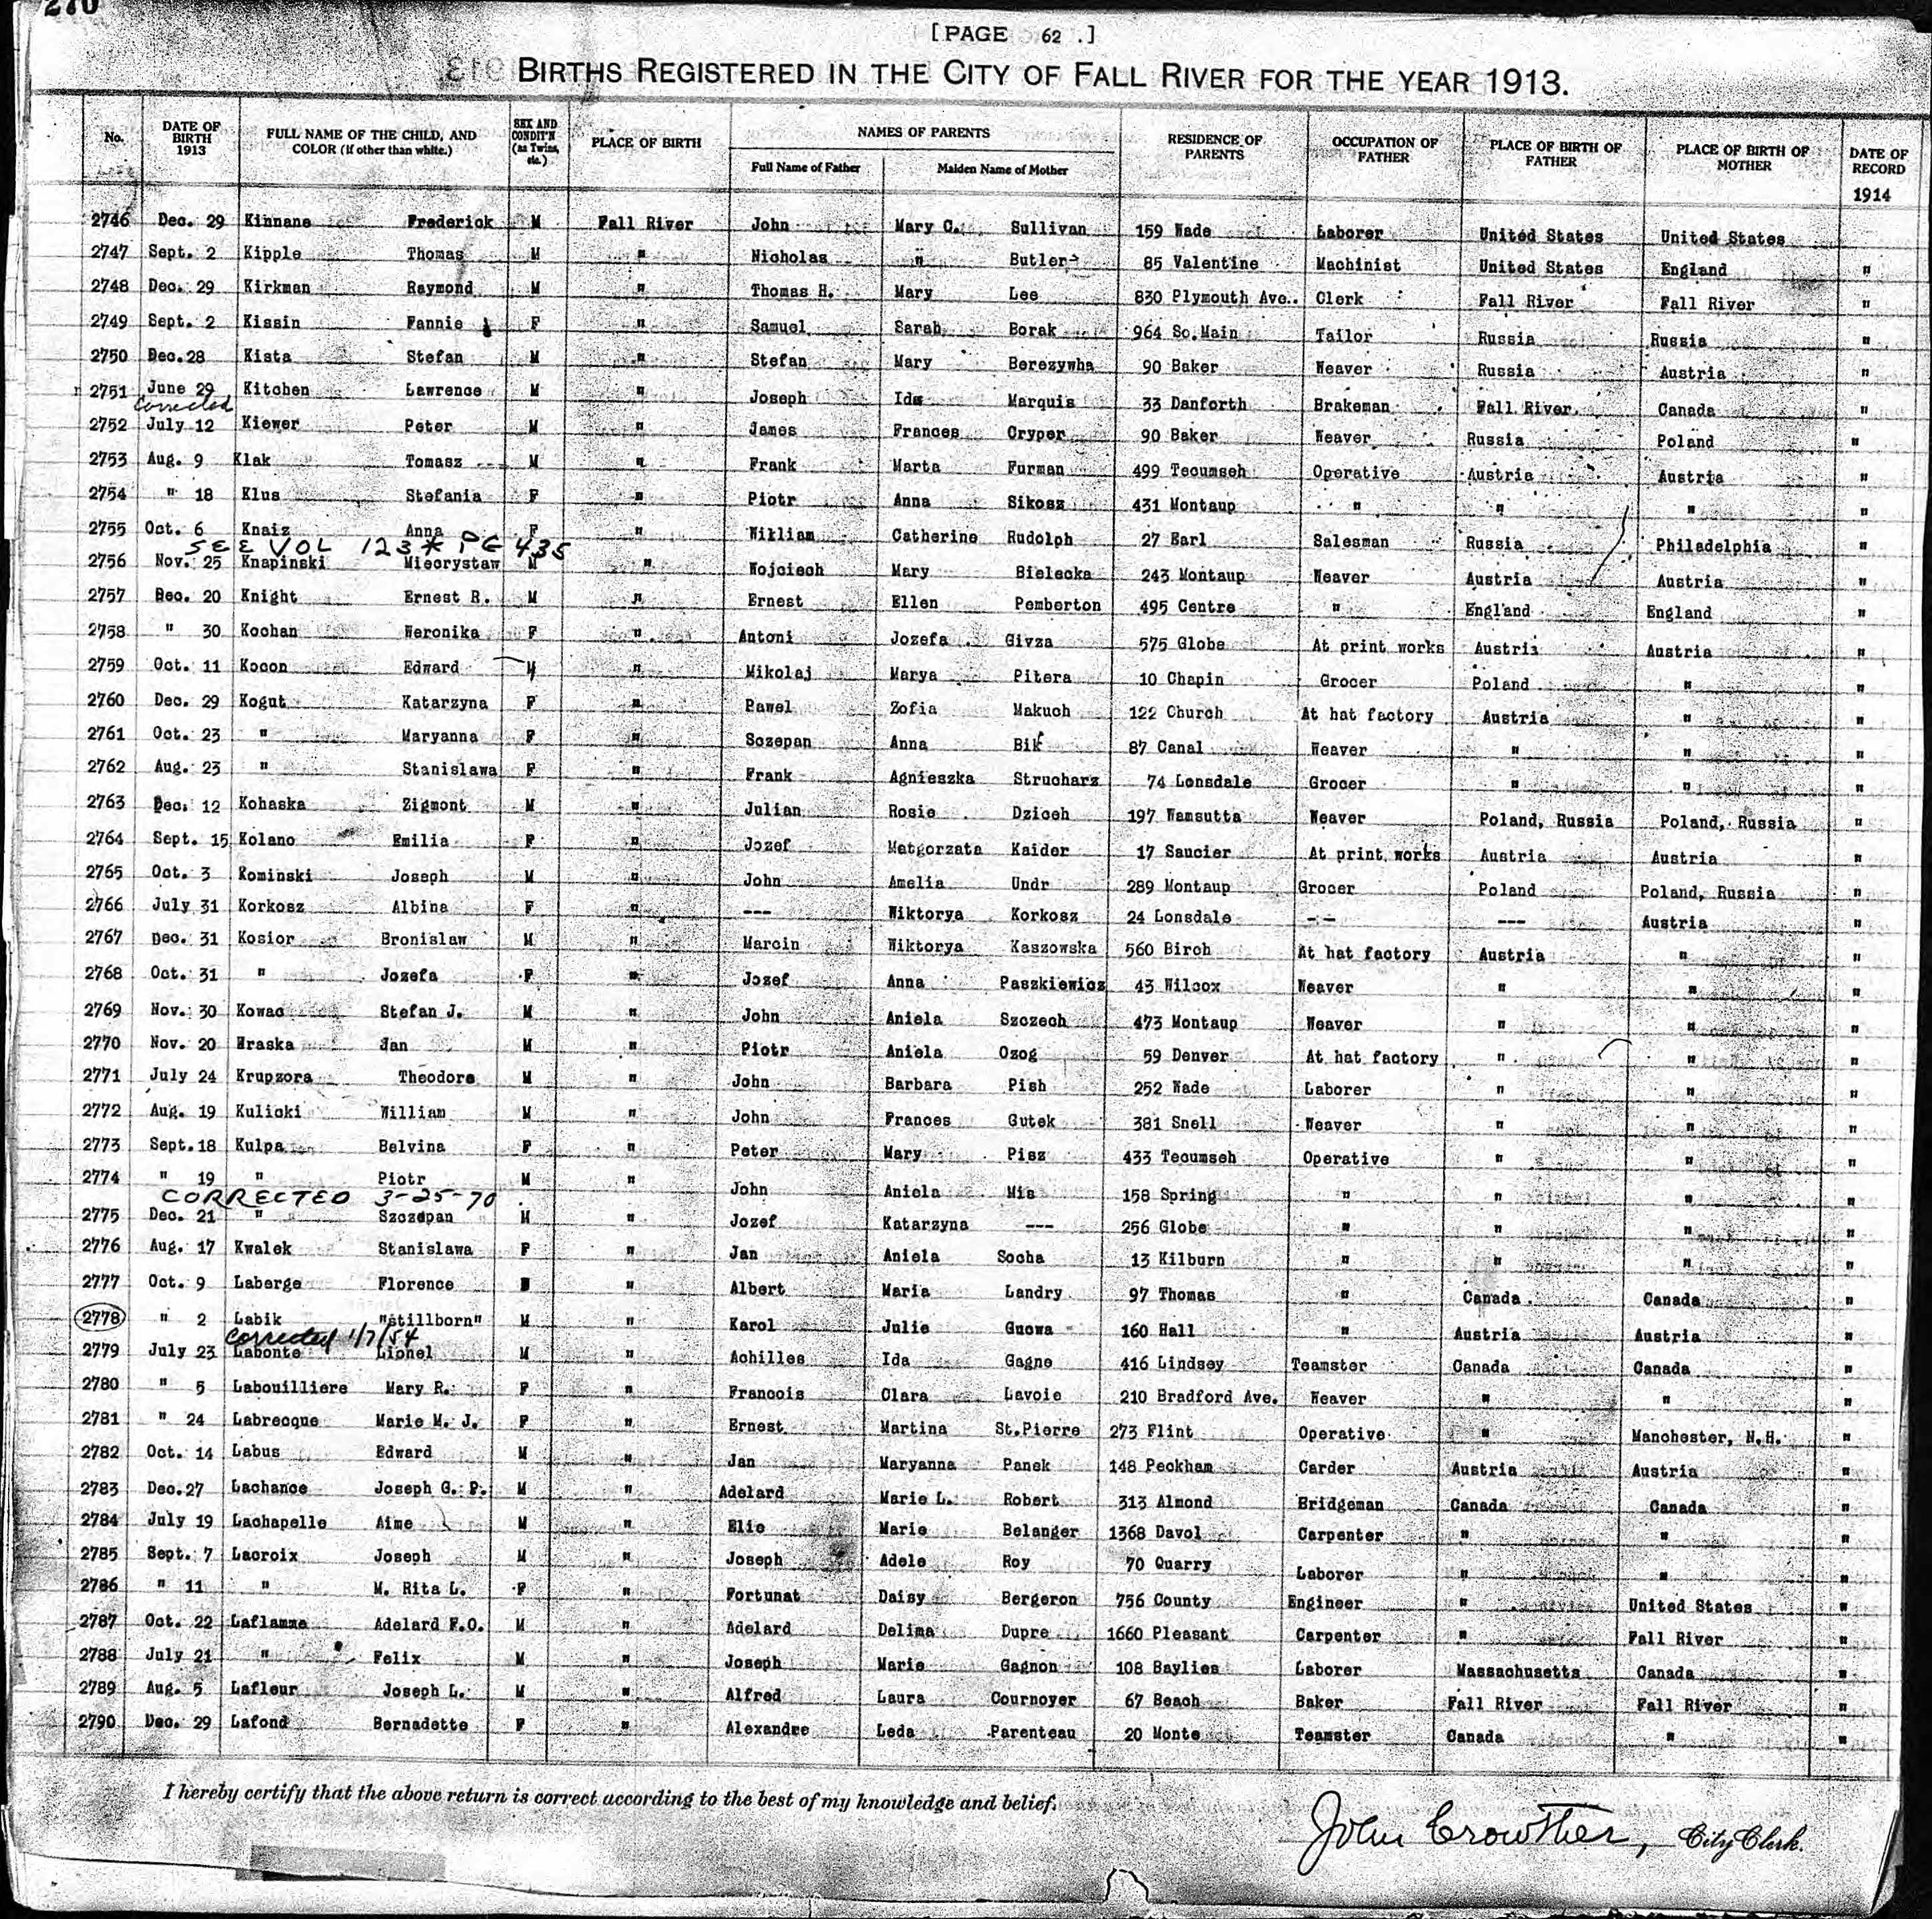 270
[PAGE 62 .]
BIRTHS REGISTERED IN THE CITY OF FALL RIVER FOR THE YEAR 1913.
No. DATE OF BIRTH 1913 FULL NAME OF THE CHILD, AND COLOR (If other than white.) SEX AND CONDIT'N (as Twins, etc.) PLACE OF BIRTH NAMES OF PARENTS Full Name of Father Maiden Name of Mother RESIDENCE OF PARENTS OCCUPATION OF FATHER PLACE OF BIRTH OF FATHER PLACE OF BIRTH OF MOTHER DATE OF RECORD 1914
2746 Dec. 29 Kinnane Frederick M Fall River John Mary C. Sullivan 159 Wade Laborer United States United States
2747 Sept. 2 Kipple Thomas M " Nicholas " Butler 85 Valentine Machinist United States England "
2748 Dec. 29 Kirkman Raymond M " Thomas H. Mary Lee 830 Plymouth Ave. Clerk Fall River Fall River "
2749 Sept. 2 Kissin Fannie F " Samuel Sarah Borak 964 So.Main Tailor Russia Russia "
2750 Dec.28 Kista Stefan M " Stefan Mary Berezywha 90 Baker Weaver Russia Austria "
2751 June 29 Kitchen Lawrence M " Joseph Ida Marquis 33 Danforth Brakeman Fall River Canada "
corrected
2752 July 12 Kiewer Peter M " James Frances Cryper 90 Baker Weaver Russia Poland "
2753 Aug. 9 Klak Tomasz M " Frank Marta Furman 499 Tecumseh Operative Austria Austria "
2754 " 18 Klus Stefania F " Piotr Anna Sikosz 431 Montaup " " " "
2755 Oct. 6 Knaiz Anna F " William Catherine Rudolph 27 Earl Salesman Russia Philadelphia "
SEE VOL 123* PG 435
2756 Nov. 25 Knapinski Miecrystaw M " Wojciech Mary Bielecka 243 Montaup Weaver Austria Austria "
2757 Dec. 20 Knight Ernest R. M " Ernest Ellen Pemberton 495 Centre " England England "
2758 " 30 Kochan Weronika F " Antoni Jozefa Givza 575 Globe At print works Austria Austria "
2759 Oct. 11 Kocon Edward M " Mikolaj Marya Pitera 10 Chapin Grocer Poland " "
2760 Dec. 29 Kogut Katarzyna F " Pawel Zofia Makuch 122 Church At hat factory Austria " "
2761 Oct. 23 " Maryanna F " Sczepan Anna Bik 87 Canal Weaver " " "
2762 Aug. 23 " Stanislawa F " Frank Agnieszka Strucharz 74 Lonsdale Grocer " " "
2763 Dec. 12 Kohaska Zigmont M " Julian Rosie Dzioeh 197 Wamsutta Weaver Poland, Russia Poland, Russia "
2764 Sept. 15 Kolano Emilia F " Jozef Matgorzata Kaider 17 Saucier At print works Austria Austria "
2765 Oct. 3 Kominski Joseph M " John Amelia Undr 289 Montaup Grocer Poland Poland, Russia "
2766 July 31 Korkosz Albina F " --- Wiktorya Korkosz 24 Lonsdale -- --- Austria "
2767 Dec. 31 Kosior Bronislaw M " Marcin Wiktorya Kaszowska 560 Birch At hat factory Austria " "
2768 Oct. 31 " Jozefa F " Jozef Anna Paszkiewicz 43 Wilcox Weaver " " "
2769 Nov. 30 Kowac Stefan J. M " John Aniela Szczech 473 Montaup Weaver " " "
2770 Nov. 20 Hraska Jan M " Piotr Aniela Ozog 59 Denver At hat factory " " "
2771 July 24 Krupzora Theodore M " John Barbara Pish 252 Wade Laborer " " "
2772 Aug. 19 Kulicki William M " John Frances Gutek 381 Snell Weaver " " "
2773 Sept.18 Kulpa Belvina F " Peter Mary Pisz 433 Tecumseh Operative " " "
2774 " 19 " Piotr M " John Aniela Mis 158 Spring " " " "
CORRECTED 3-25-70
2775 Dec. 21 " Szczepan M " Jozef Katarzyna --- 256 Globe " " " "
2776 Aug. 17 Kwalek Stanislawa F " Jan Aniela Socha 13 Kilburn " " " "
2777 Oct. 9 Laberge Florence " Albert Maria Landry 97 Thomas " Canada Canada "
2778 " 2 Labik "stillborn" M " Karol Julie Guowa 160 Hall " Austria Austria "
Corrected 1/7/54
2779 July 23 Labonte Lionel M " Achilles Ida Gagne 416 Lindsey Teamster Canada Canada "
2780 " 5 Labouilliere Mary R. F " Francois Clara Lavoie 210 Bradford Ave. Weaver " " "
2781 " 24 Labrecque Marie M. J. F " Ernest Martina St.Pierre 273 Flint Operative " Manchester, N.H. "
2782 Oct. 14 Labus Edward M " Jan Maryanna Panek 148 Peckham Carder Austria Austria "
2783 Dec.27 Lachance Joseph G. P. M " Adelard Marie L. Robert 313 Almond Bridgeman Canada Canada "
2784 July 19 Lachapelle Aime M " Elie Marie Belanger 1368 Davol Carpenter " " "
2785 Sept. 7 Lacroix Joseph M " Joseph Adele Roy 70 Quarry Laborer " " "
2786 " 11 " M. Rita L. F " Fortunat Daisy Bergeron 756 County Engineer " United States "
2787 Oct. 22 Laflamme Adelard F.O. M " Adelard Delima Dupre 1660 Pleasant Carpenter " Fall River "
2788 July 21 " Felix M " Joseph Marie Gagnon 108 Baylies Laborer Massachusetts Canada "
2789 Aug. 5 Lafleur Joseph L. M " Alfred Laura Cournoyer 67 Beach Baker Fall River Fall River "
2790 Dec. 29 Lafond Bernadette F " Alexandre Leda Parenteau 20 Monte Teamster Canada " "
I hereby certify that the above return is correct according to the best of my knowledge and belief.
John Crowther, City Clerk.